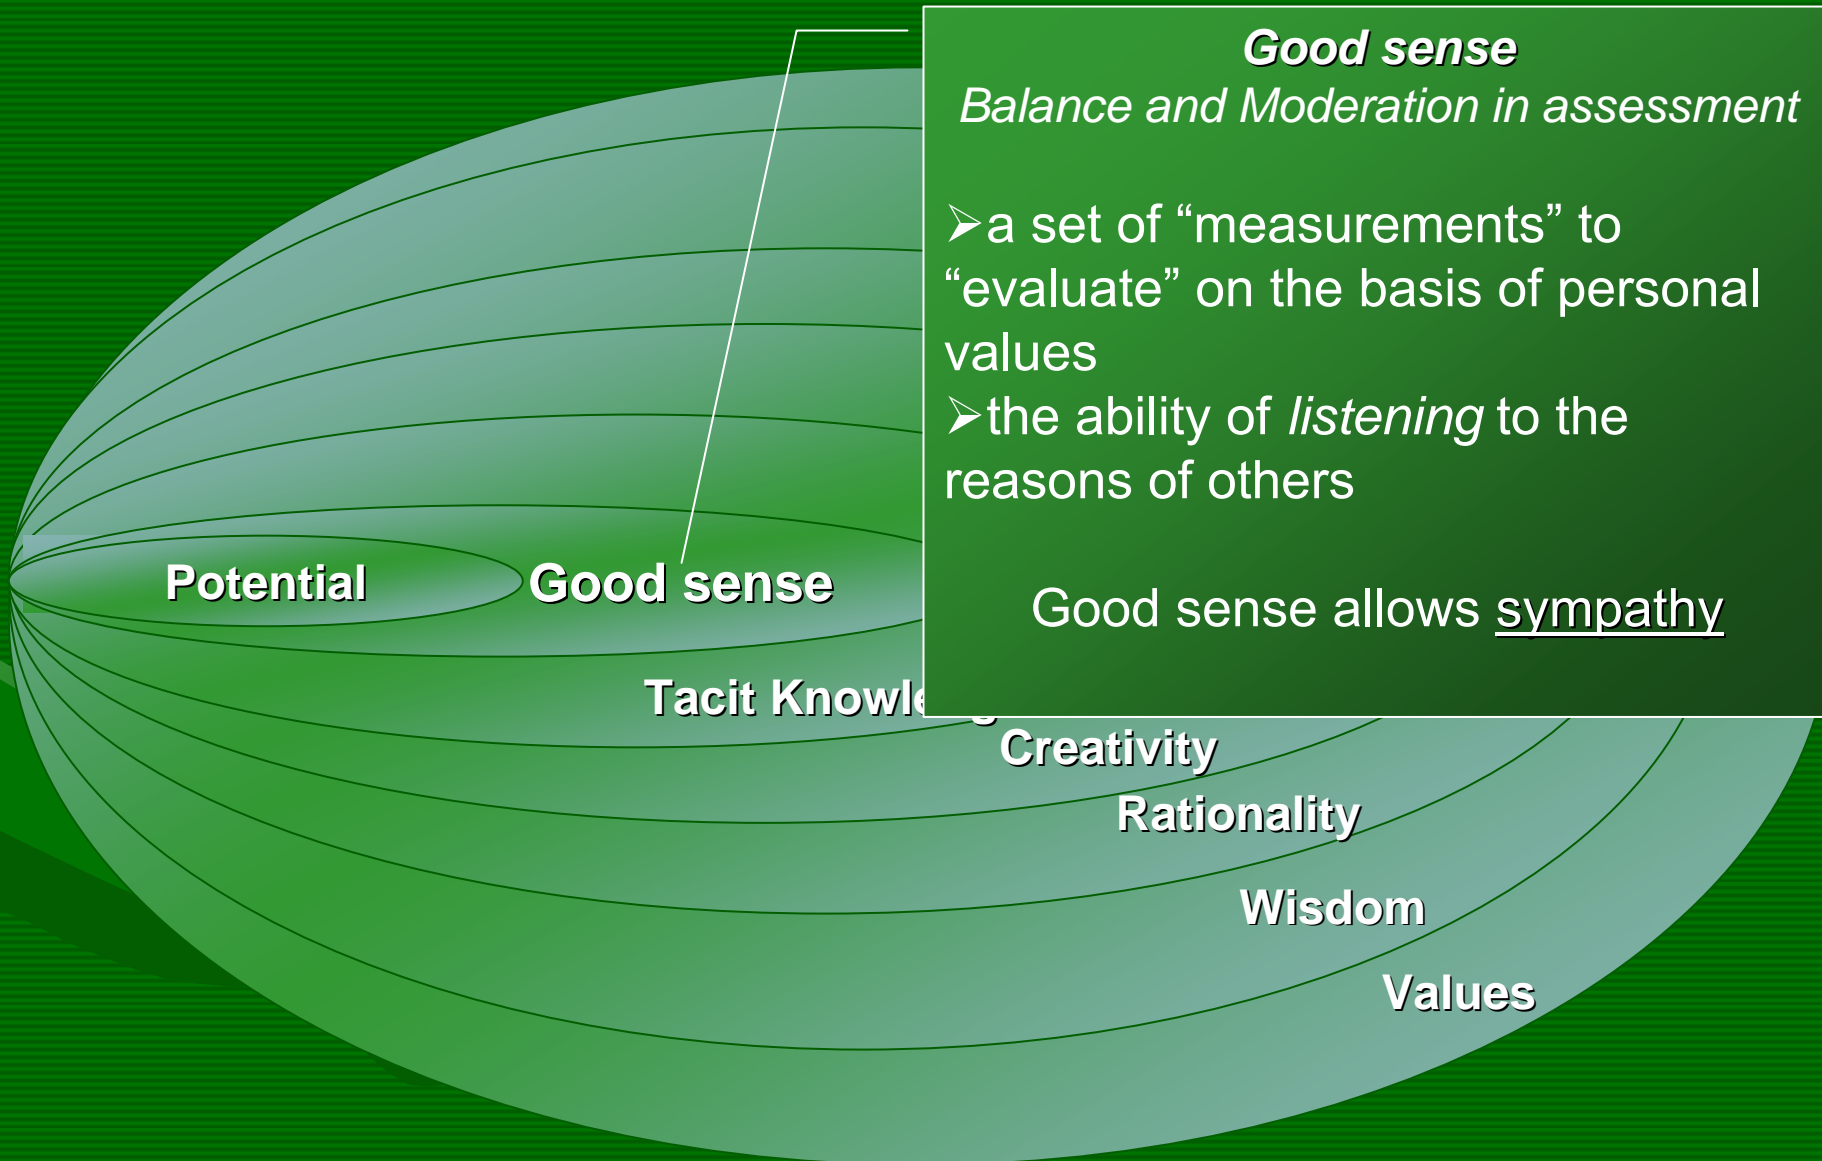 Good sense
Balance and Moderation in assessment
➢a set of “measurements” to
“evaluate” on the basis of personal
values
➢the ability of listening to the
reasons of others
Good sense allows sympathy
Potential
Good sense
Tacit
Creativity
Rationality
Wisdom
Values